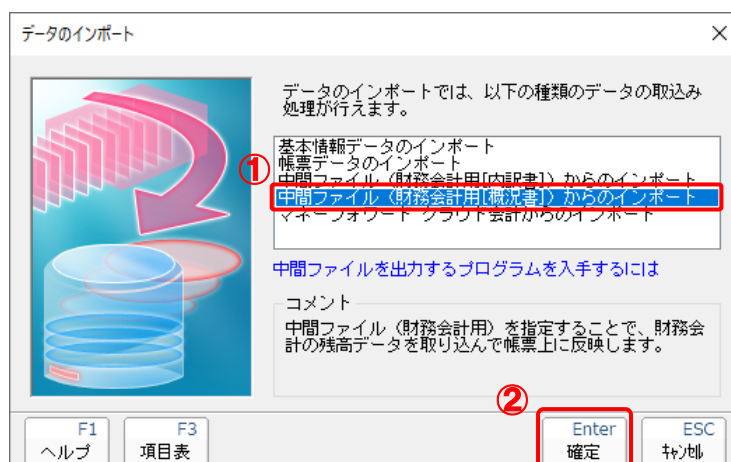 データのインポート
データのインポートでは、以下の種類のデータの取込み
処理が行えます。
①
基本情報データのインポート
帳票データのインポート
中間ファイル（財務会計用[内訳書]）からのインポート
中間ファイル（財務会計用[概況書]）からのインポート
マネーフォワード クラウド会計からのインポート
中間ファイルを出力するプログラムを入手するには
コメント
中間ファイル（財務会計用）を指定することで、財務会
計の残高データを取り込んで帳票上に反映します。
②
F1
ヘルプ
F3
項目表
Enter
確定
ESC
ｷｬﾝｾﾙ